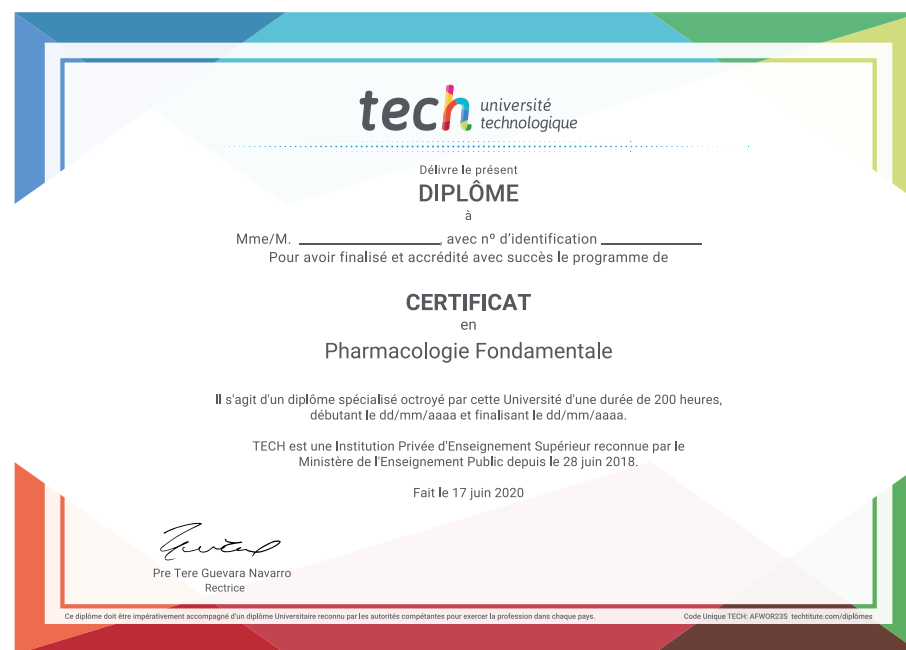 tech université
technologique
Délivre le présent
DIPLÔME
à
Mme/M. ____________________, avec nº d'identification ______________
Pour avoir finalisé et accrédité avec succès le programme de
CERTIFICAT
en
Pharmacologie Fondamentale
Il s'agit d'un diplôme spécialisé octroyé par cette Université d'une durée de 200 heures,
débutant le dd/mm/aaaa et finalisant le dd/mm/aaaa.
TECH est une Institution Privée d'Enseignement Supérieur reconnue par le
Ministère de l'Enseignement Public depuis le 28 juin 2018.
Fait le 17 juin 2020
Pre Tere Guevara Navarro
Rectrice
Ce diplôme doit être impérativement accompagné d'un diplôme Universitaire reconnu par les autorités compétantes pour exercer la profession dans chaque pays.
Code Unique TECH: AFWOR23S techtitute.com/diplômes